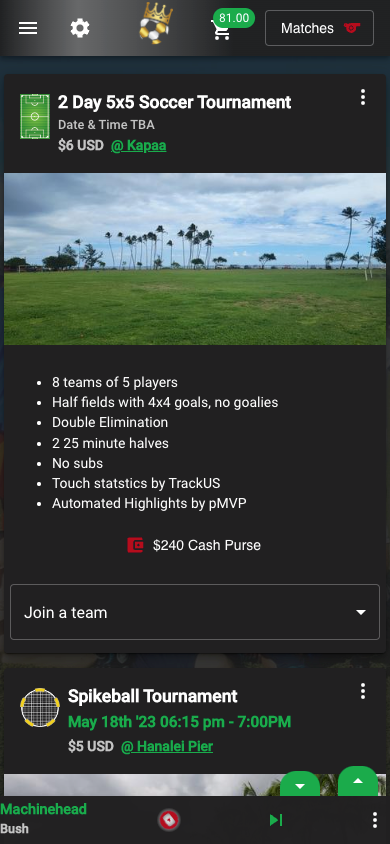 81.00
Matches
2 Day 5x5 Soccer Tournament
Date & Time TBA
$6 USD @ Kapaa
8 teams of 5 players
Half fields with 4x4 goals, no goalies
Double Elimination
2 25 minute halves
No subs
Touch statstics by TrackUS
Automated Highlights by pMVP
$240 Cash Purse
Join a team
Spikeball Tournament
May 18th '23 06:15 pm - 7:00PM
$5 USD @ Hanalei Pier
Machinehead
Bush